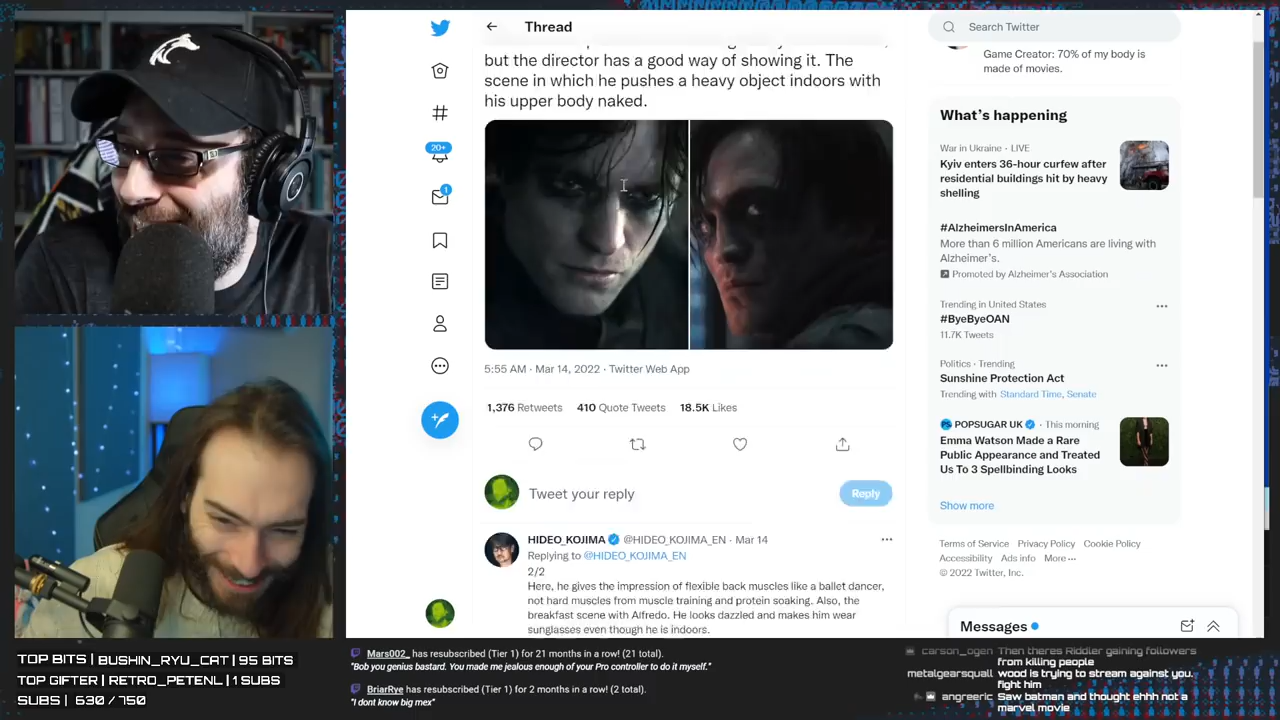 Thread
but the director has a good way of showing it. The
scene in which he pushes a heavy object indoors with
his upper body naked.
5:55 AM · Mar 14, 2022 · Twitter Web App
1,376 Retweets 410 Quote Tweets 18.5K Likes
Tweet your reply
Reply
HIDEO_KOJIMA @HIDEO_KOJIMA_EN · Mar 14
Replying to @HIDEO_KOJIMA_EN
2/2
Here, he gives the impression of flexible back muscles like a ballet dancer,
not hard muscles from muscle training and protein soaking. Also, the
breakfast scene with Alfredo. He looks dazzled and makes him wear
sunglasses even though he is indoors.
20+
1
Search Twitter
Game Creator: 70% of my body is
made of movies.
What's happening
War in Ukraine · LIVE
Kyiv enters 36-hour curfew after
residential buildings hit by heavy
shelling
#AlzheimersInAmerica
More than 6 million Americans are living with
Alzheimer's.
Promoted by Alzheimer's Association
Trending in United States
#ByeByeOAN
11.7K Tweets
Politics · Trending
Sunshine Protection Act
Trending with Standard Time, Senate
POPSUGAR UK · This morning
Emma Watson Made a Rare
Public Appearance and Treated
Us To 3 Spellbinding Looks
Show more
Terms of Service Privacy Policy Cookie Policy
Accessibility Ads info More ···
© 2022 Twitter, Inc.
Messages
TOP BITS | BUSHIN_RYU_CAT | 95 BITS
TOP GIFTER | RETRO_PETENL | 1 SUBS
SUBS | 630 / 750
Mars002_ has resubscribed (Tier 1) for 21 months in a row! (21 total).
"Bob you genius bastard. You made me jealous enough of your Pro controller to do it myself."
BriarRye has resubscribed (Tier 1) for 2 months in a row! (2 total).
"I dont know big mex"
carson_ogen Then theres Riddler gaining followers
from killing people
metalgearsquall wood is trying to stream against you.
fight him
angreeric Saw batman and thought ehhh not a
marvel movie